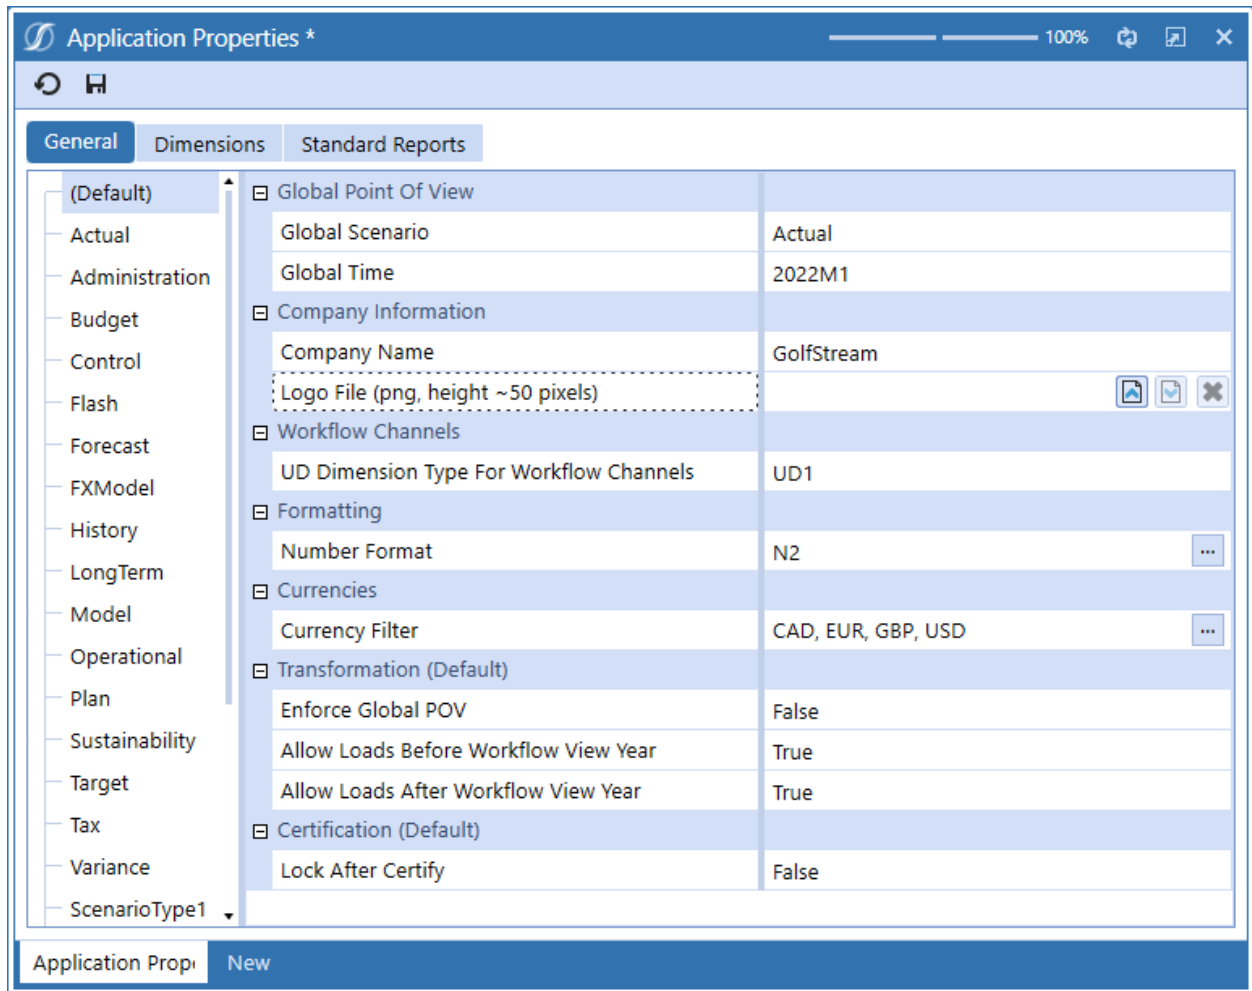 Application Properties *
100%
General
Dimensions
Standard Reports
(Default)
Actual
Administration
Budget
Control
Flash
Forecast
FXModel
History
LongTerm
Model
Operational
Plan
Sustainability
Target
Tax
Variance
ScenarioType1
Global Point Of View
Global Scenario Actual
Global Time 2022M1
Company Information
Company Name GolfStream
Logo File (png, height ~50 pixels)
Workflow Channels
UD Dimension Type For Workflow Channels UD1
Formatting
Number Format N2 ...
Currencies
Currency Filter CAD, EUR, GBP, USD ...
Transformation (Default)
Enforce Global POV False
Allow Loads Before Workflow View Year True
Allow Loads After Workflow View Year True
Certification (Default)
Lock After Certify False
Application Prop
New